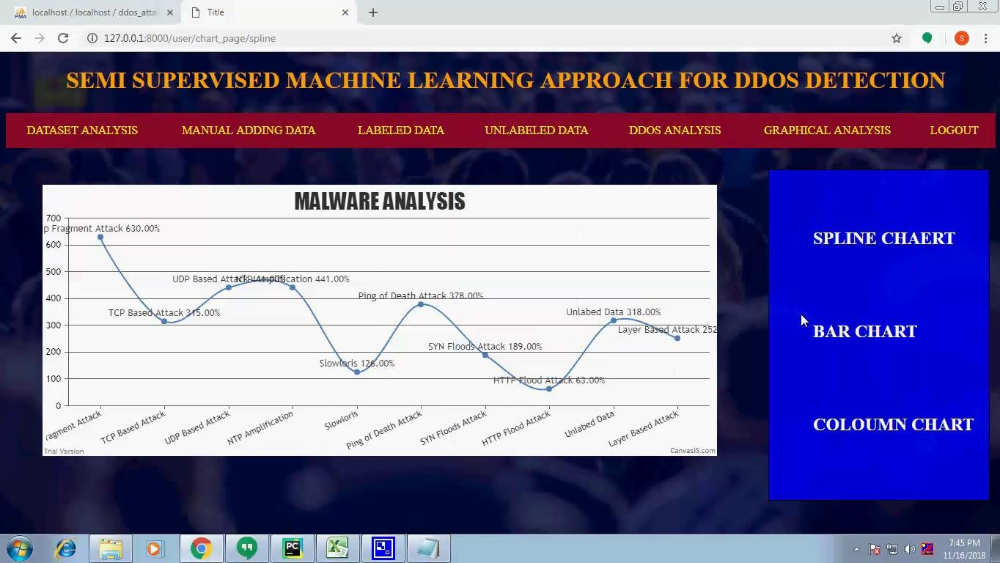 localhost / localhost / ddos_atta
Title
127.0.0.1:8000/user/chart_page/spline
S
SEMI SUPERVISED MACHINE LEARNING APPROACH FOR DDOS DETECTION
DATASET ANALYSIS MANUAL ADDING DATA LABELED DATA UNLABELED DATA DDOS ANALYSIS GRAPHICAL ANALYSIS LOGOUT
MALWARE ANALYSIS
700
600
500
400
300
200
100
0
p Fragment Attack 630.00%
TCP Based Attack 315.00%
UDP Based Attack
NTP Amplification 441.00%
Slowloris 126.00%
Ping of Death Attack 378.00%
SYN Floods Attack 189.00%
HTTP Flood Attack 63.00%
Unlabed Data 318.00%
Layer Based Attack 252
ragment Attack
TCP Based Attack
UDP Based Attack
NTP Amplification
Slowloris
Ping of Death Attack
SYN Floods Attack
HTTP Flood Attack
Unlabed Data
Layer Based Attack
Trial Version
CanvasJS.com
SPLINE CHAERT
BAR CHART
COLOUMN CHART
PC
7:45 PM
11/16/2018